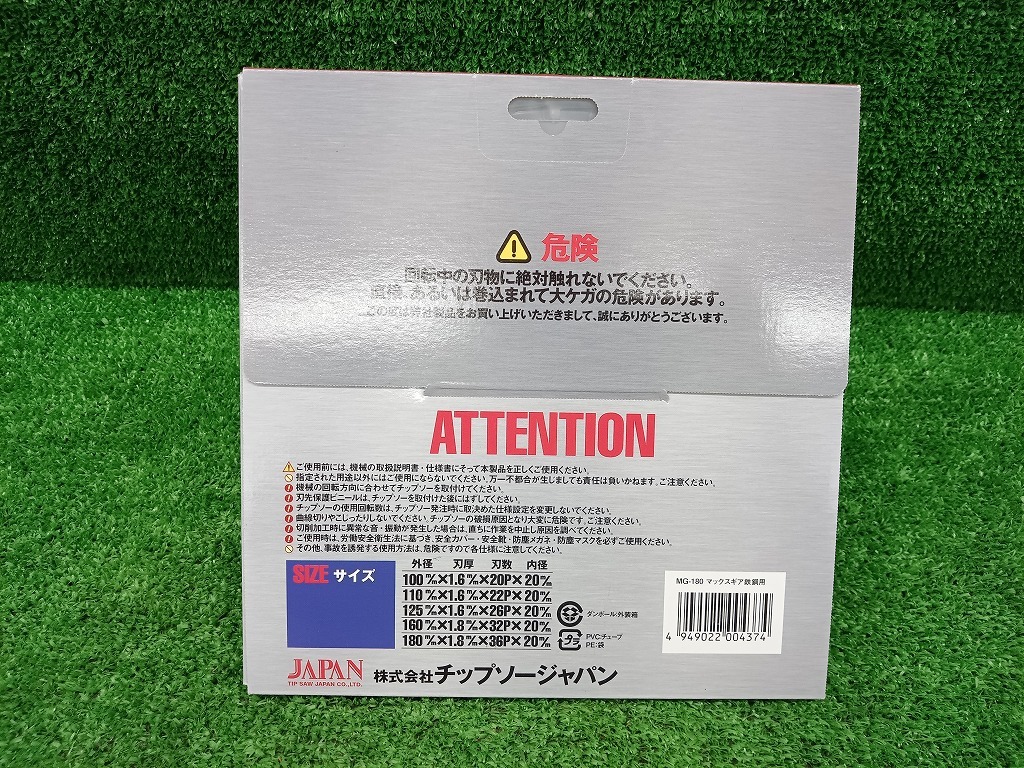 危険
回転中の刃物に絶対触れないでください。
直接、あるいは巻込まれて大ケガの危険があります。
この度は弊社製品をお買い上げいただきまして、誠にありがとうございます。
ATTENTION
ご使用前には、機械の取扱説明書・仕様書にそって本製品を正しくご使用ください。
指定された用途以外にはご使用にならないでください。万一不都合が生じましても責任は負いかねます。ご注意ください。
機械の回転方向に合わせてチップソーを取付けてください。
刃先保護ビニールは、チップソーを取付けた後にはずしてください。
チップソーの使用回転数は、チップソー発注時に取決めた仕様設定を変更しないでください。
曲線切りやこじったりしないでください。チップソーの破損原因となり大変に危険です。ご注意ください。
切削加工時に異常な音・振動が発生した場合は、直ちに作業を中止し原因を調べてください。
ご使用時は、労働安全衛生法に基づき、安全カバー・安全靴・防塵メガネ・防塵マスクを必ずご使用ください。
その他、事故を誘発する使用方法は、危険ですので各仕様に注意してください。
SIZE サイズ
外径 刃厚 刃数 内径
100㎜×1.6㎜×20P×20㎜
110㎜×1.6㎜×22P×20㎜
125㎜×1.6㎜×26P×20㎜
160㎜×1.8㎜×32P×20㎜
180㎜×1.8㎜×36P×20㎜
ダンボール:外装箱
プラ
PVC:チューブ
PE:袋
MG-180 マックスギア鉄鋼用
4 949022 004374
JAPAN
TIP SAW JAPAN CO.,LTD.
株式会社チップソージャパン